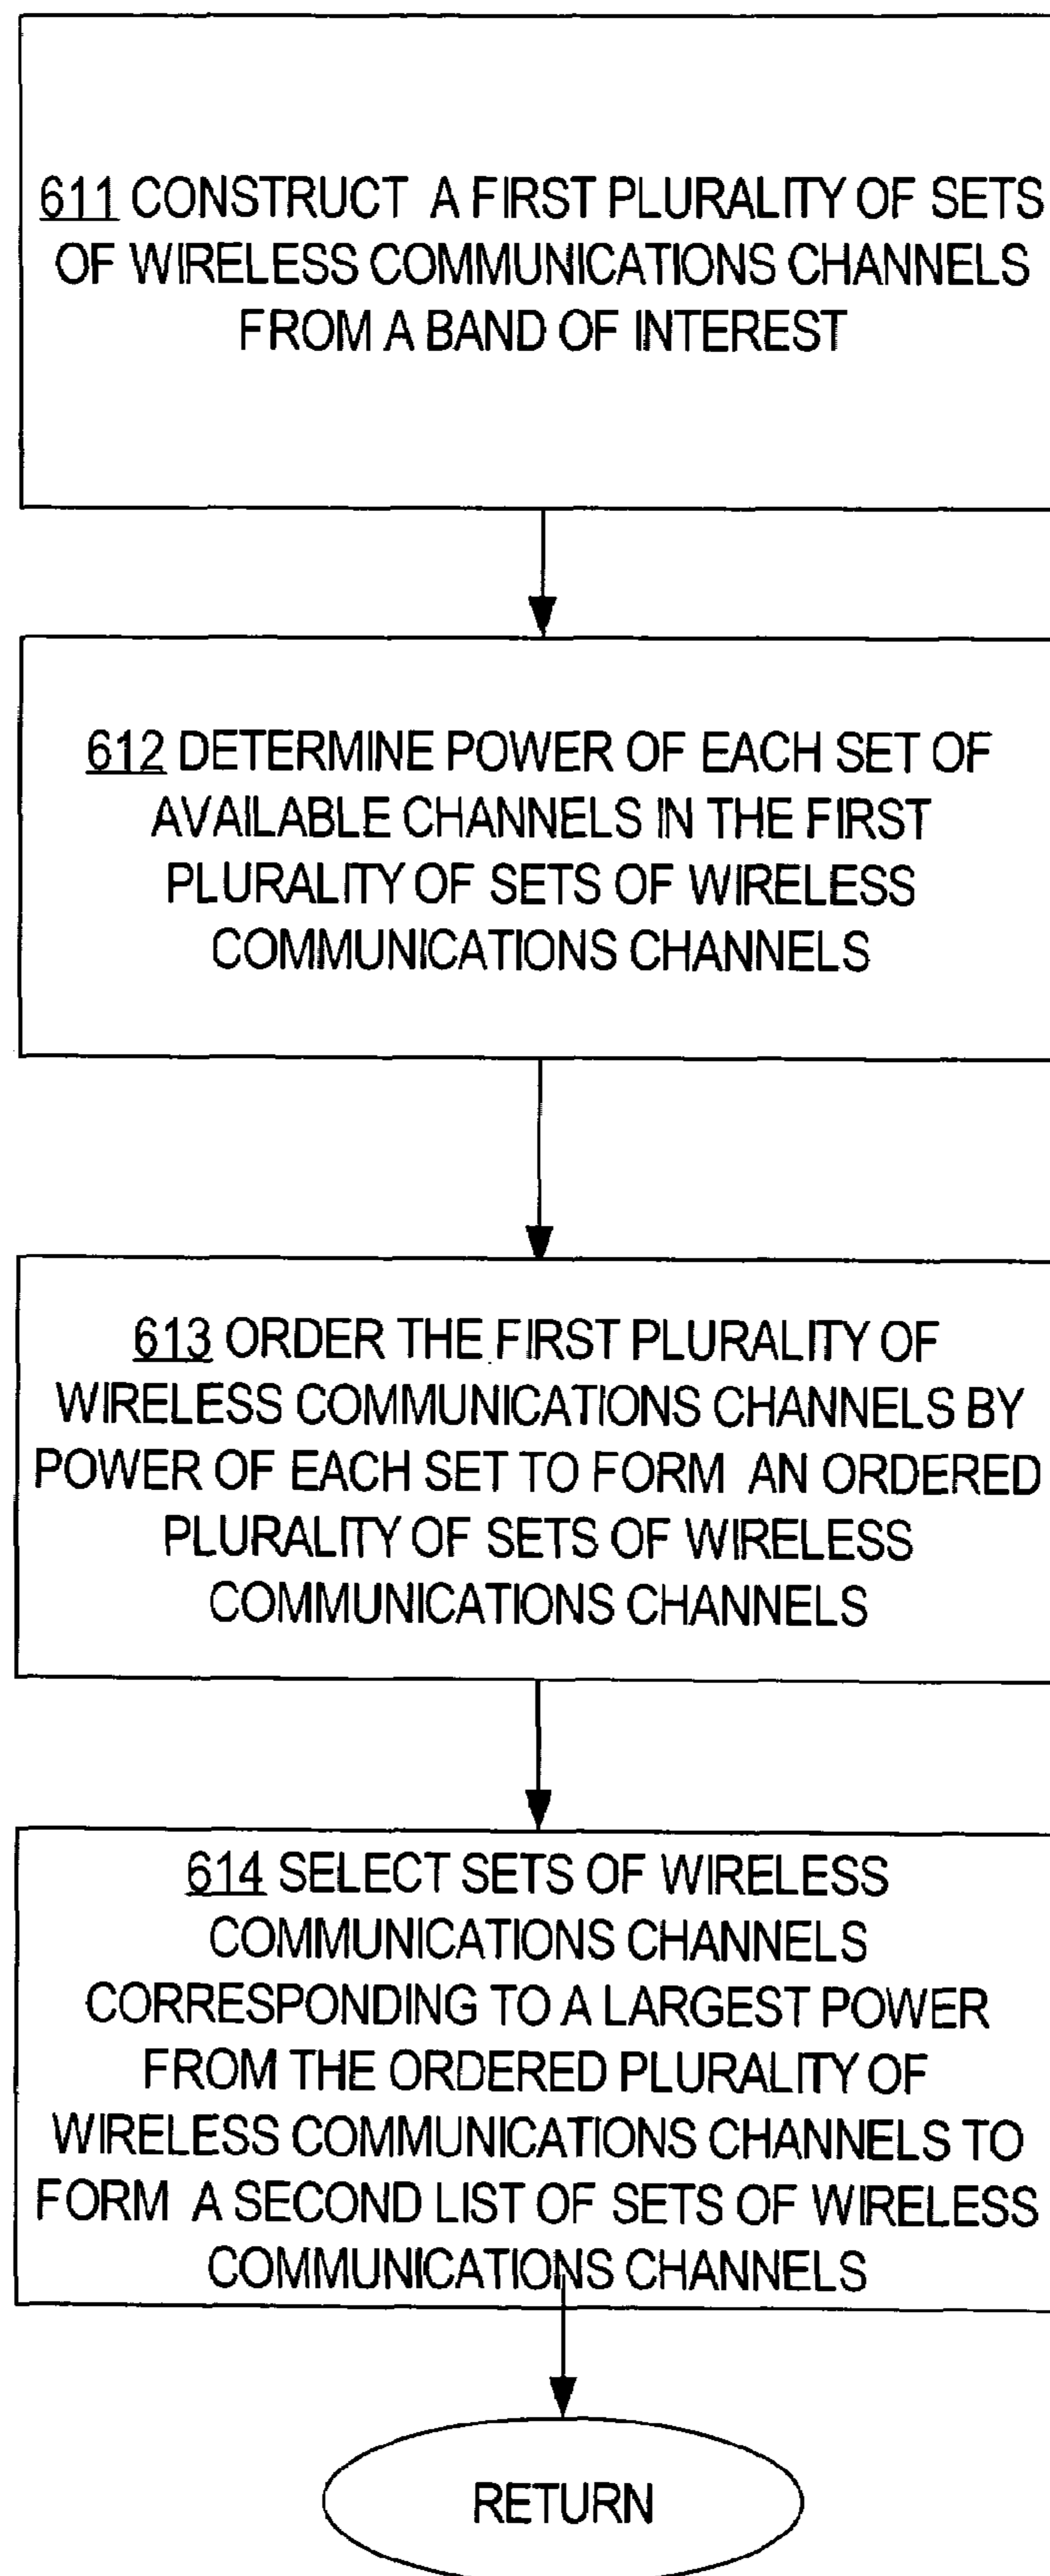 611 CONSTRUCT A FIRST PLURALITY OF SETS
OF WIRELESS COMMUNICATIONS CHANNELS
FROM A BAND OF INTEREST
612 DETERMINE POWER OF EACH SET OF
AVAILABLE CHANNELS IN THE FIRST
PLURALITY OF SETS OF WIRELESS
COMMUNICATIONS CHANNELS
613 ORDER THE FIRST PLURALITY OF
WIRELESS COMMUNICATIONS CHANNELS BY
POWER OF EACH SET TO FORM AN ORDERED
PLURALITY OF SETS OF WIRELESS
COMMUNICATIONS CHANNELS
614 SELECT SETS OF WIRELESS
COMMUNICATIONS CHANNELS
CORRESPONDING TO A LARGEST POWER
FROM THE ORDERED PLURALITY OF
WIRELESS COMMUNICATIONS CHANNELS TO
FORM A SECOND LIST OF SETS OF WIRELESS
COMMUNICATIONS CHANNELS
RETURN